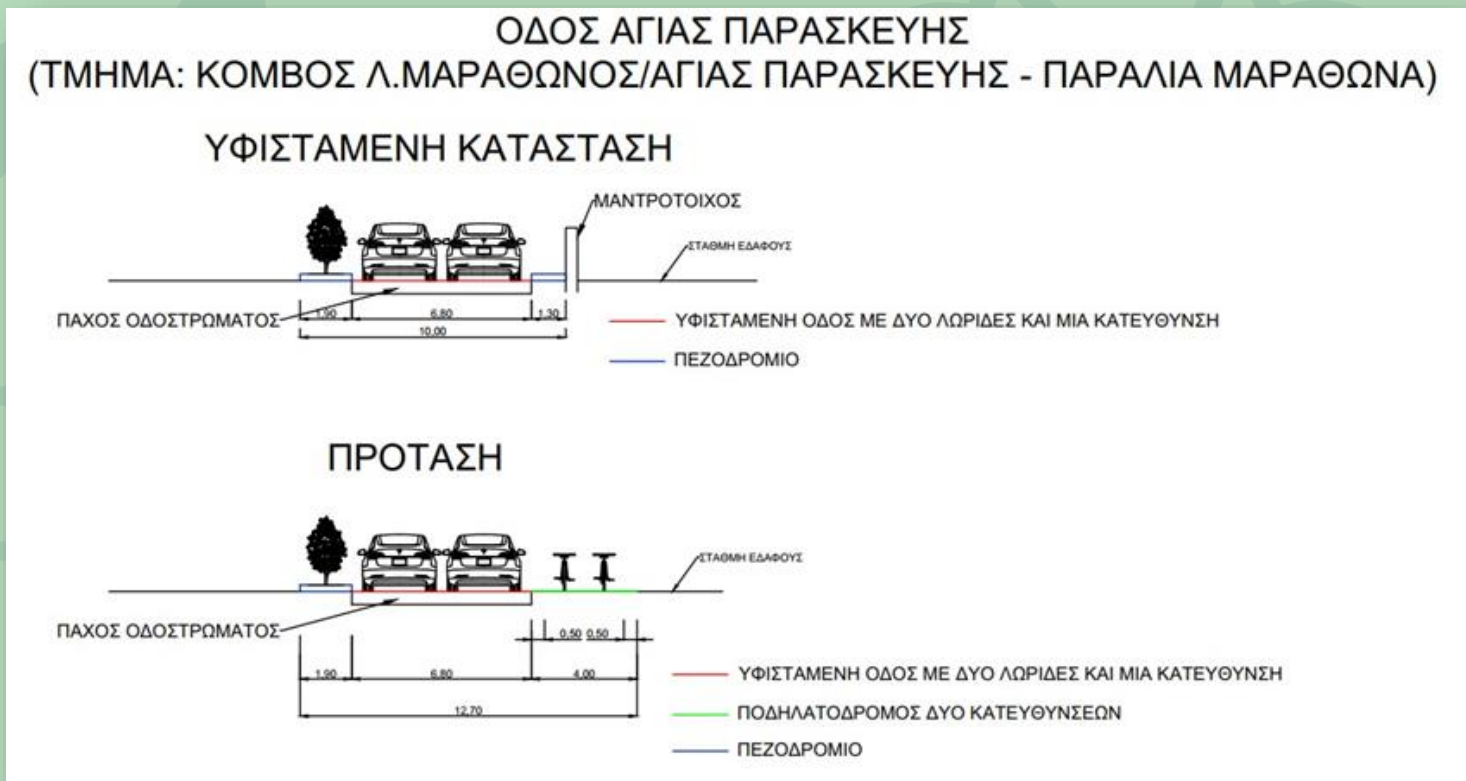 ΟΔΟΣ ΑΓΙΑΣ ΠΑΡΑΣΚΕΥΗΣ
(ΤΜΗΜΑ: ΚΟΜΒΟΣ Λ.ΜΑΡΑΘΩΝΟΣ/ΑΓΙΑΣ ΠΑΡΑΣΚΕΥΗΣ - ΠΑΡΑΛΙΑ ΜΑΡΑΘΩΝΑ)
ΥΦΙΣΤΑΜΕΝΗ ΚΑΤΑΣΤΑΣΗ
ΜΑΝΤΡΟΤΟΙΧΟΣ
ΣΤΑΘΜΗ ΕΔΑΦΟΥΣ
ΠΑΧΟΣ ΟΔΟΣΤΡΩΜΑΤΟΣ
1,90 6,80 1,30
10,00
ΥΦΙΣΤΑΜΕΝΗ ΟΔΟΣ ΜΕ ΔΥΟ ΛΩΡΙΔΕΣ ΚΑΙ ΜΙΑ ΚΑΤΕΥΘΥΝΣΗ
ΠΕΖΟΔΡΟΜΙΟ
ΠΡΟΤΑΣΗ
ΣΤΑΘΜΗ ΕΔΑΦΟΥΣ
ΠΑΧΟΣ ΟΔΟΣΤΡΩΜΑΤΟΣ
0,50 0,50
1,90 6,80 4,00
12,70
ΥΦΙΣΤΑΜΕΝΗ ΟΔΟΣ ΜΕ ΔΥΟ ΛΩΡΙΔΕΣ ΚΑΙ ΜΙΑ ΚΑΤΕΥΘΥΝΣΗ
ΠΟΔΗΛΑΤΟΔΡΟΜΟΣ ΔΥΟ ΚΑΤΕΥΘΥΝΣΕΩΝ
ΠΕΖΟΔΡΟΜΙΟ